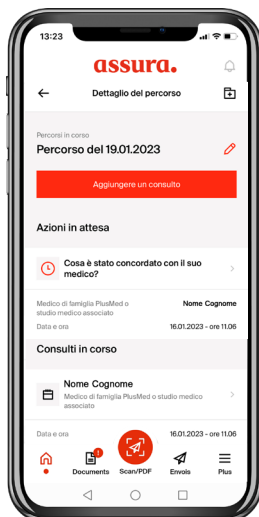 13:23
assura.
Dettaglio del percorso
Percorsi in corso
Percorso del 19.01.2023
Aggiungere un consulto
Azioni in attesa
Cosa è stato concordato con il suo
medico?
Medico di famiglia PlusMed o
studio medico associato
Nome Cognome
Data e ora
16.01.2023 - ore 11.06
Consulti in corso
Nome Cognome
Medico di famiglia PlusMed o studio medico
associato
Data e ora
16.01.2023 - ore 11.06
1
Documents
Scan/PDF
Envois
Plus